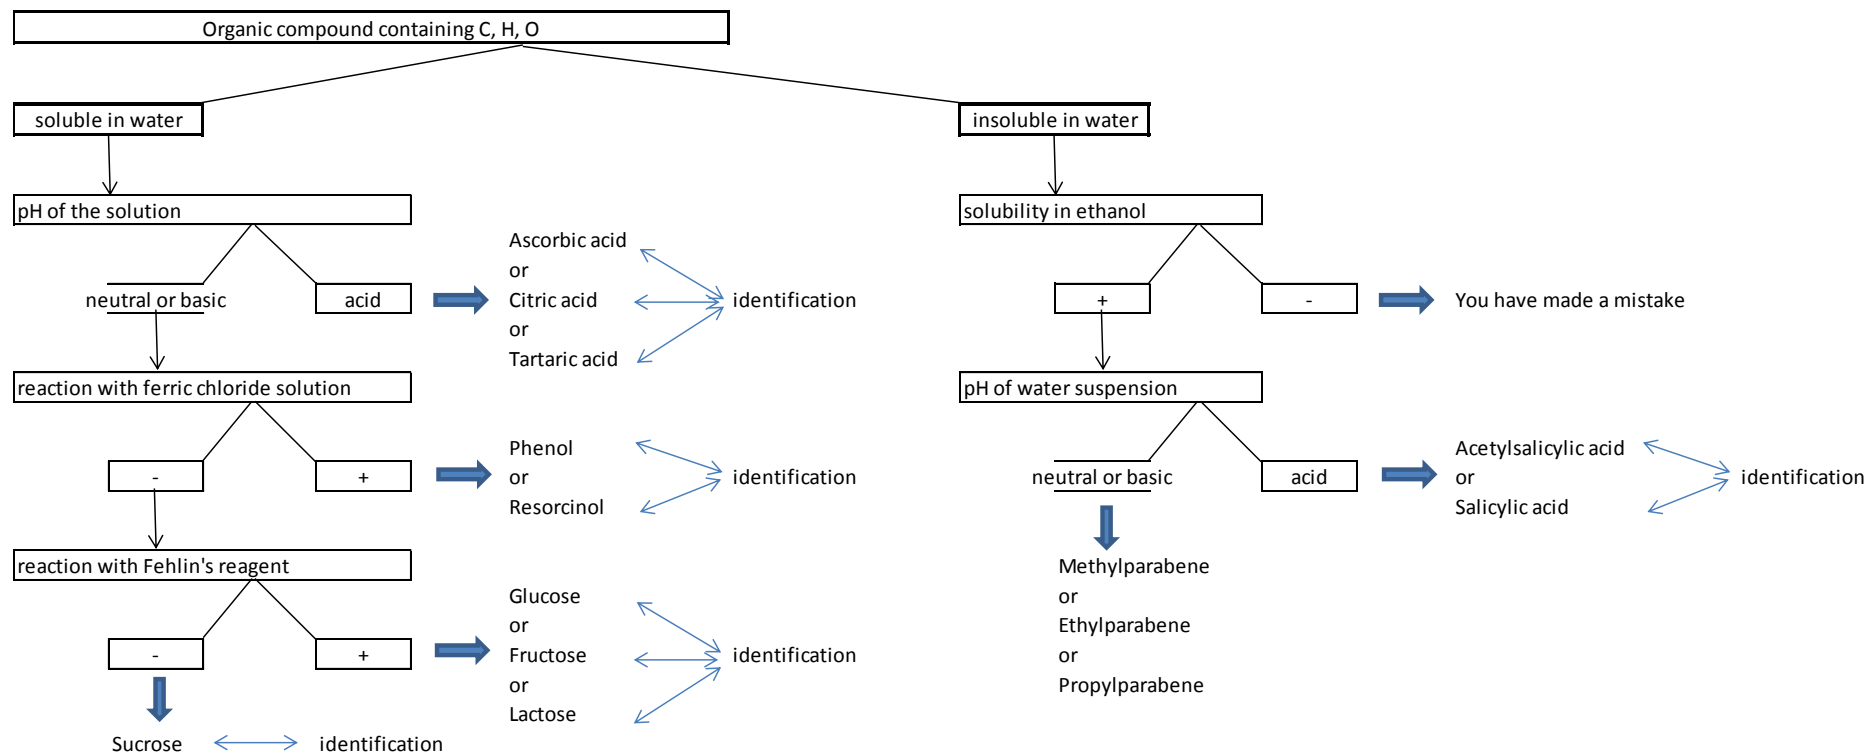 Organic compound containing C, H, O
soluble in water
insoluble in water
pH of the solution
solubility in ethanol
neutral or basic
acid
Ascorbic acid
or
Citric acid
or
Tartaric acid
identification
+
-
You have made a mistake
reaction with ferric chloride solution
pH of water suspension
-
+
Phenol
or
Resorcinol
identification
neutral or basic
acid
Acetylsalicylic acid
or
Salicylic acid
identification
reaction with Fehlin's reagent
Methylparabene
or
Ethylparabene
or
Propylparabene
-
+
Glucose
or
Fructose
or
Lactose
identification
Sucrose
identification